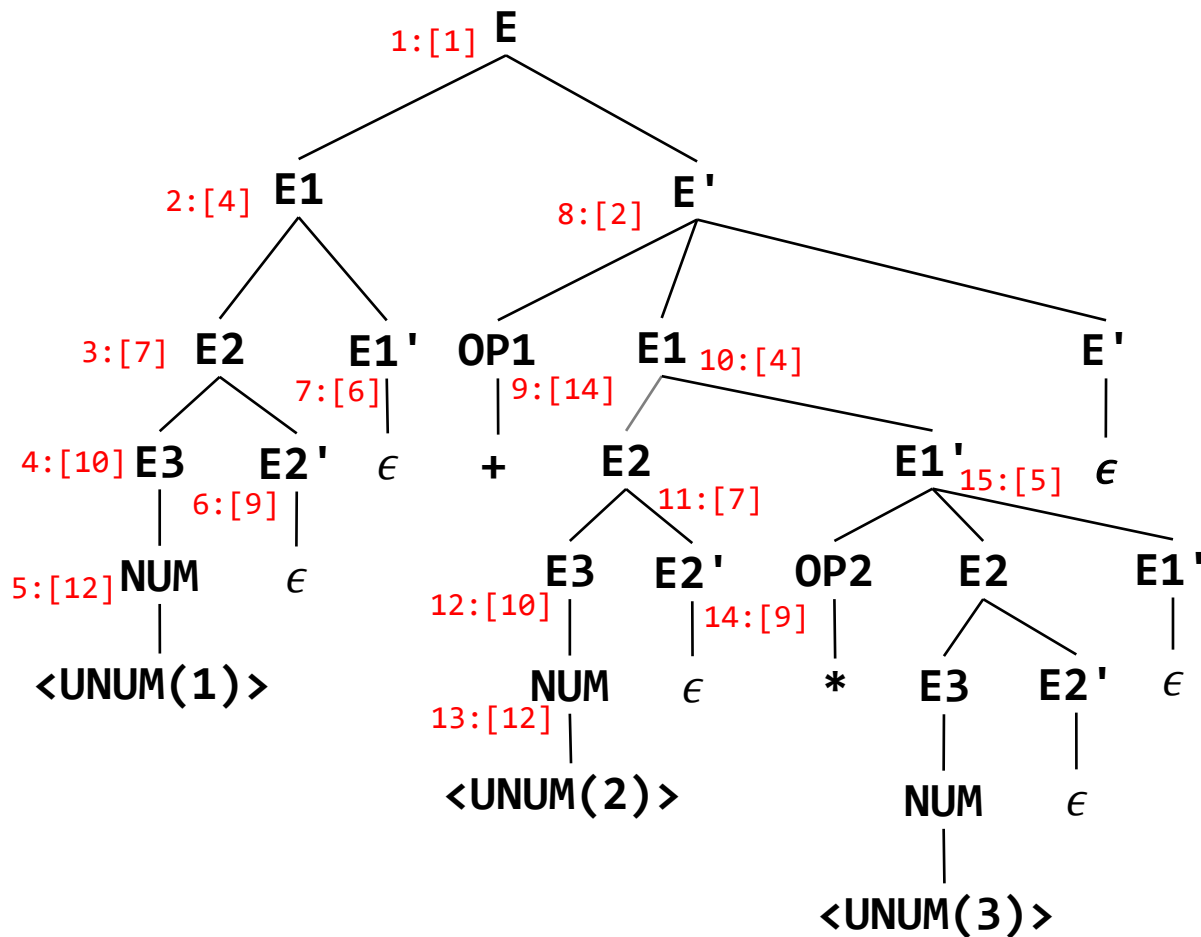 E
1:[1]
E1
2:[4]
E'
8:[2]
E2
3:[7]
E1'
7:[6]
OP1
9:[14]
E1
10:[4]
E'
4:[10]
E3
E2'
6:[9]
ϵ
+
E2
11:[7]
E1'
15:[5]
ϵ
5:[12]
NUM
ϵ
E3
12:[10]
E2'
14:[9]
OP2
E2
E1'
<UNUM(1)>
NUM
13:[12]
ϵ
*
E3
E2'
ϵ
<UNUM(2)>
NUM
ϵ
<UNUM(3)>